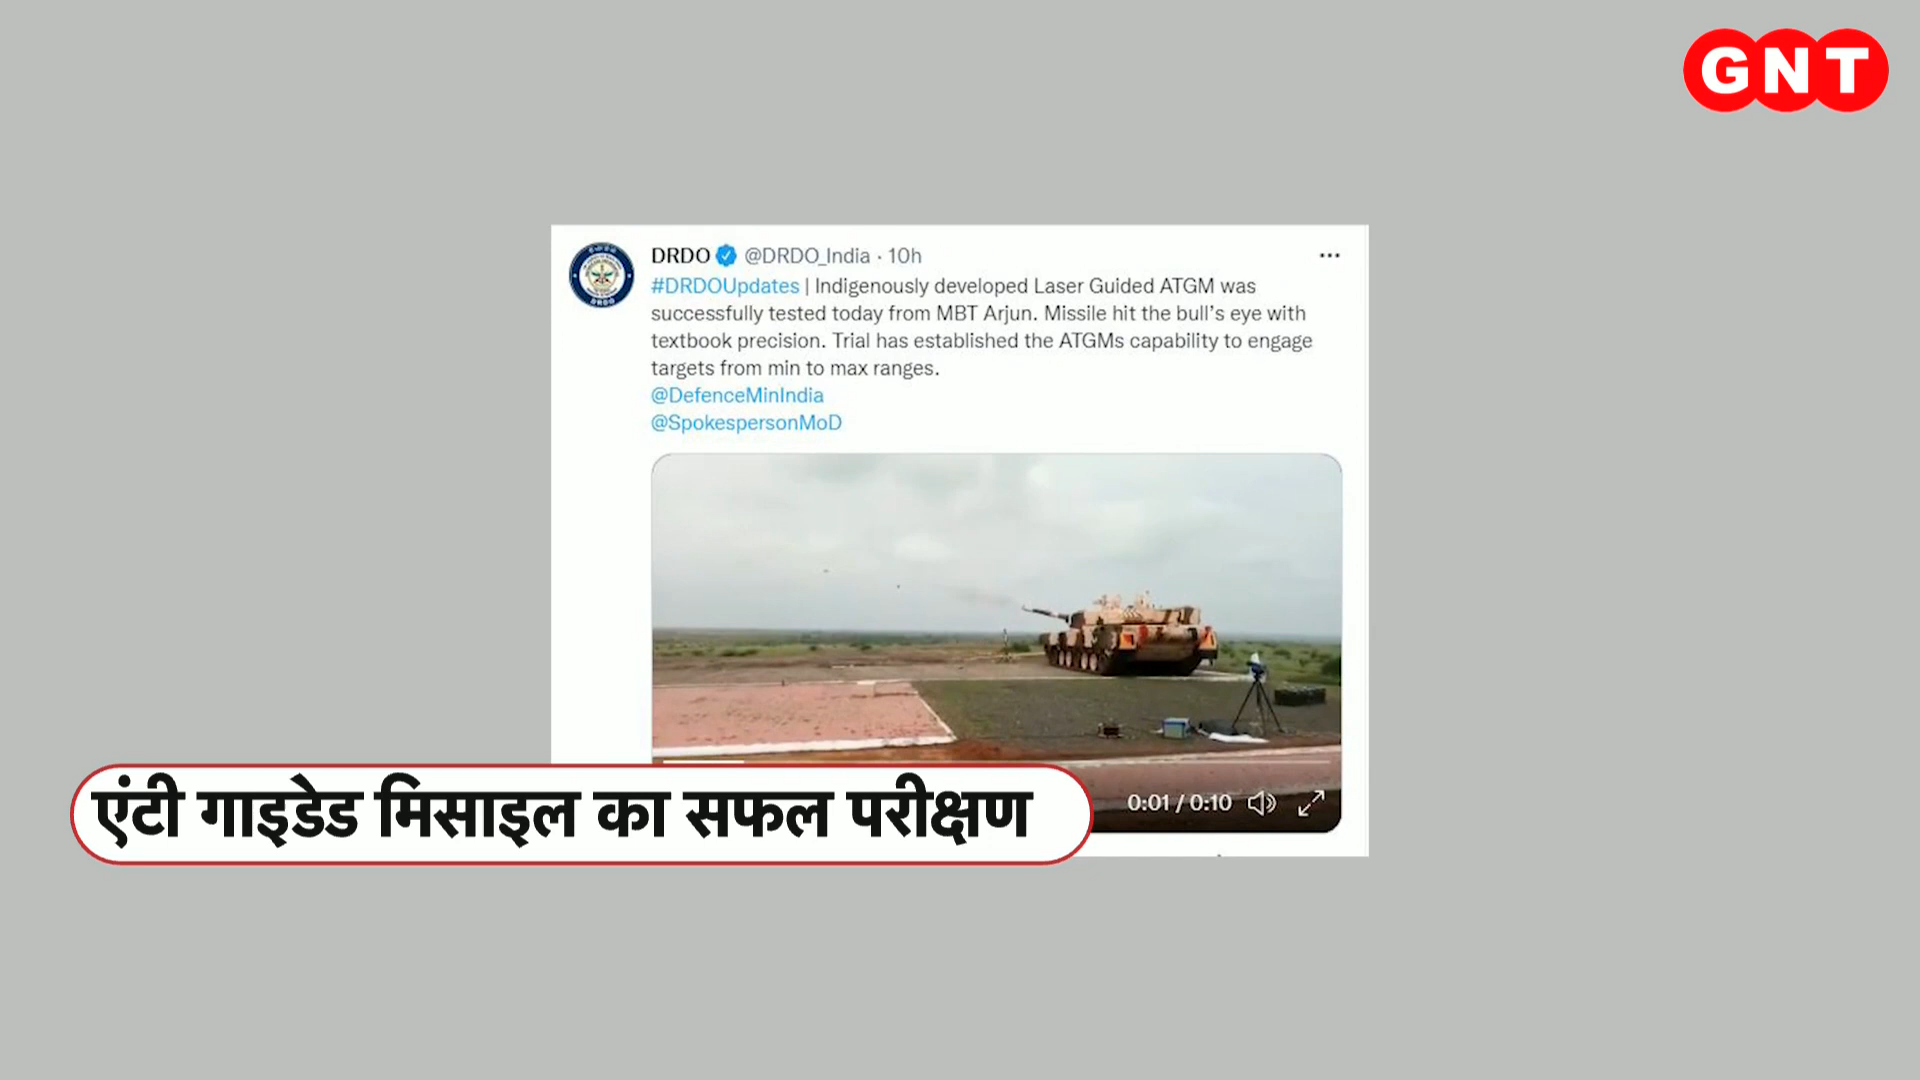 GNT
DRDO @DRDO_India · 10h
#DRDOUpdates | Indigenously developed Laser Guided ATGM was
successfully tested today from MBT Arjun. Missile hit the bull's eye with
textbook precision. Trial has established the ATGMs capability to engage
targets from min to max ranges.
@DefenceMinIndia
@SpokespersonMoD
0:01 / 0:10
एंटी गाइडेड मिसाइल का सफल परीक्षण